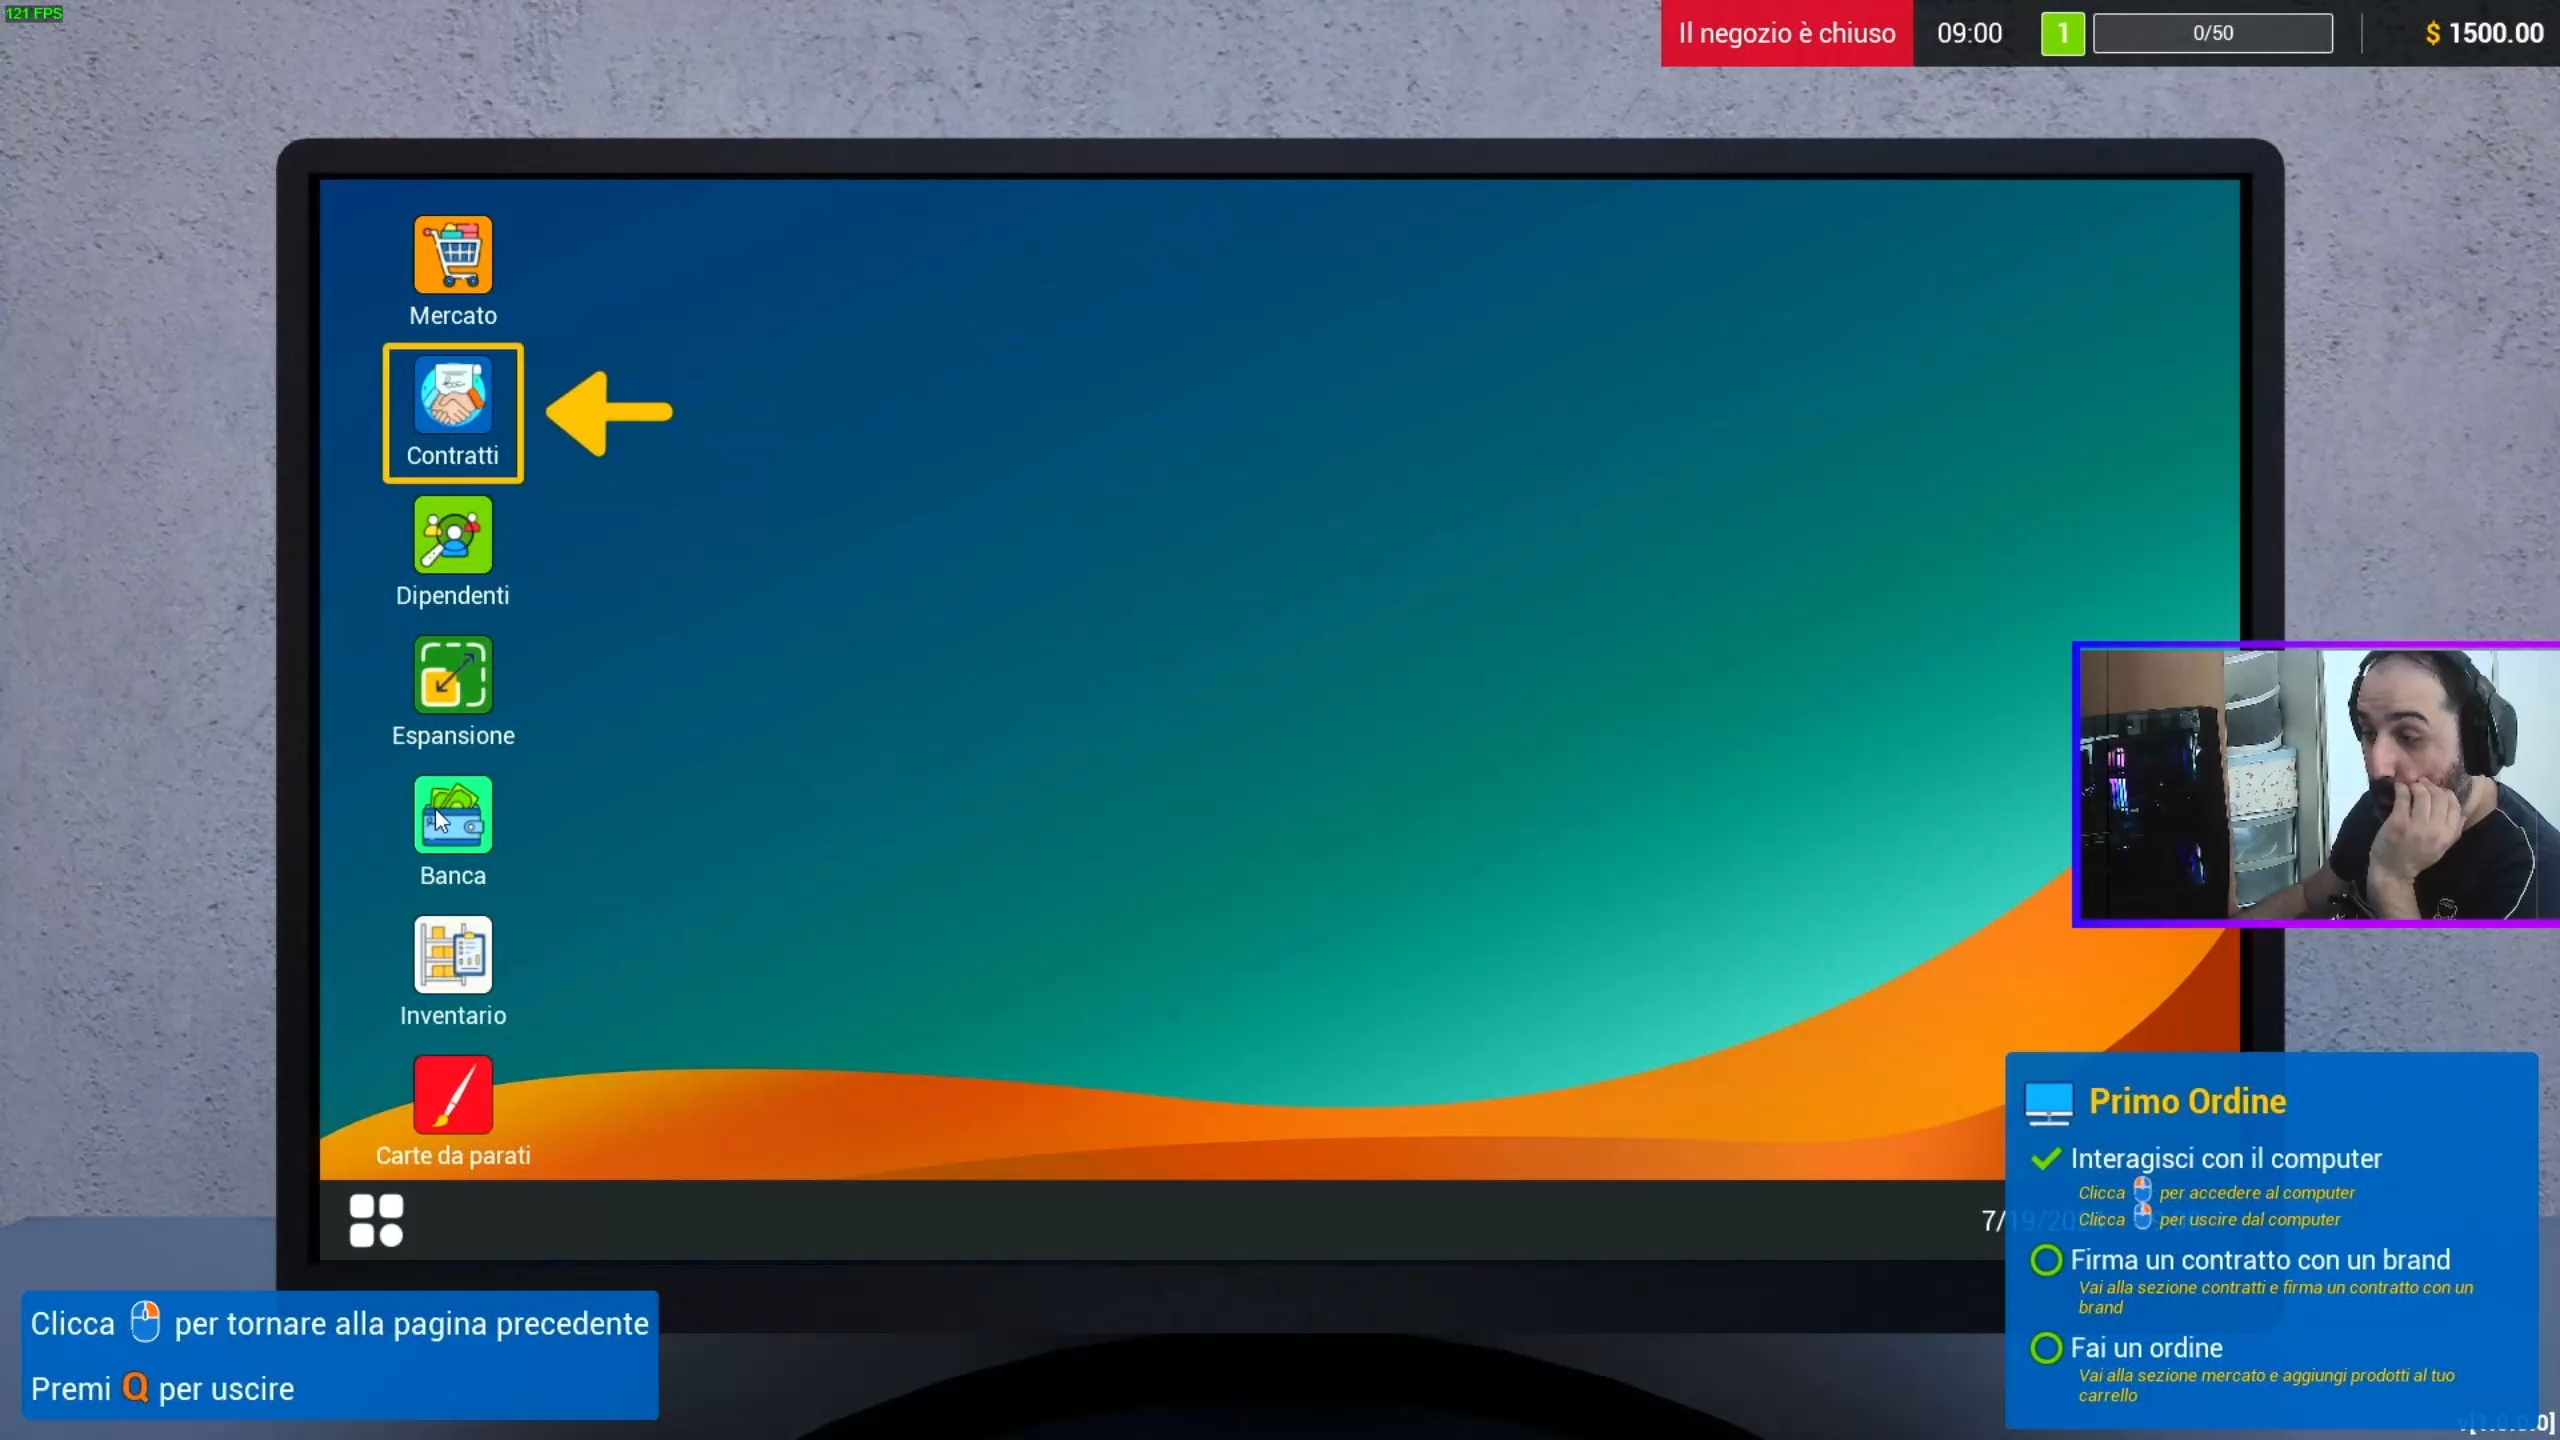 121 FPS
Il negozio è chiuso
09:00
1
0/50
$ 1500.00
Mercato
Contratti
Dipendenti
Espansione
Banca
Inventario
Carte da parati
Primo Ordine
Interagisci con il computer
Clicca per accedere al computer
Clicca per uscire dal computer
Firma un contratto con un brand
Vai alla sezione contratti e firma un contratto con un
brand
Fai un ordine
Vai alla sezione mercato e aggiungi prodotti al tuo
carrello
7/19/20
Clicca per tornare alla pagina precedente
Premi Q per uscire